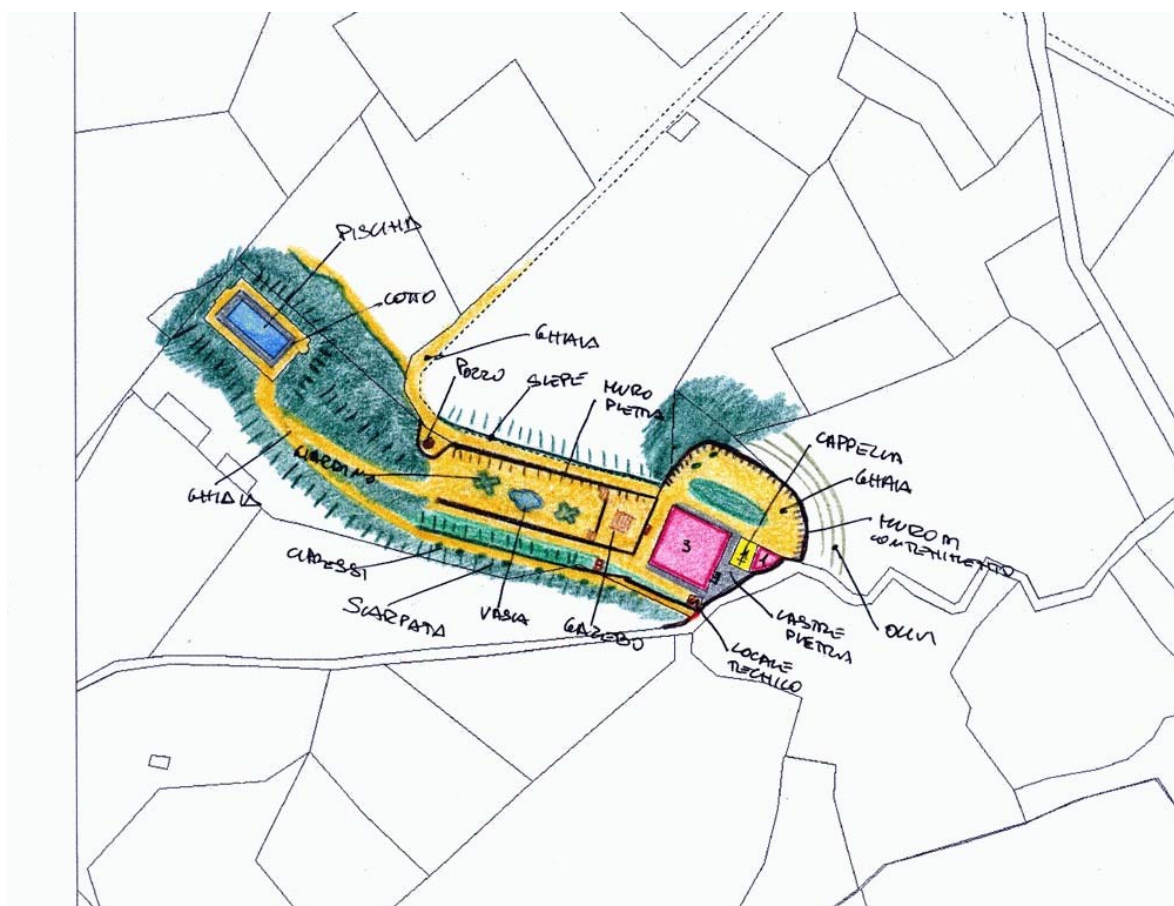 PISCINA
COTTO
GHIAIA
POZZO
SIEPE
MURO
PIETRA
CAPPELLA
GHIAIA
GIARDINO
GHIAIA
MURO DI
CONTENIMENTO
3
1
CIPRESSI
SCARPATA
VASCA
GAZEBO
LASTRE
PIETRA
OLIVI
LOCALE
TECNICO